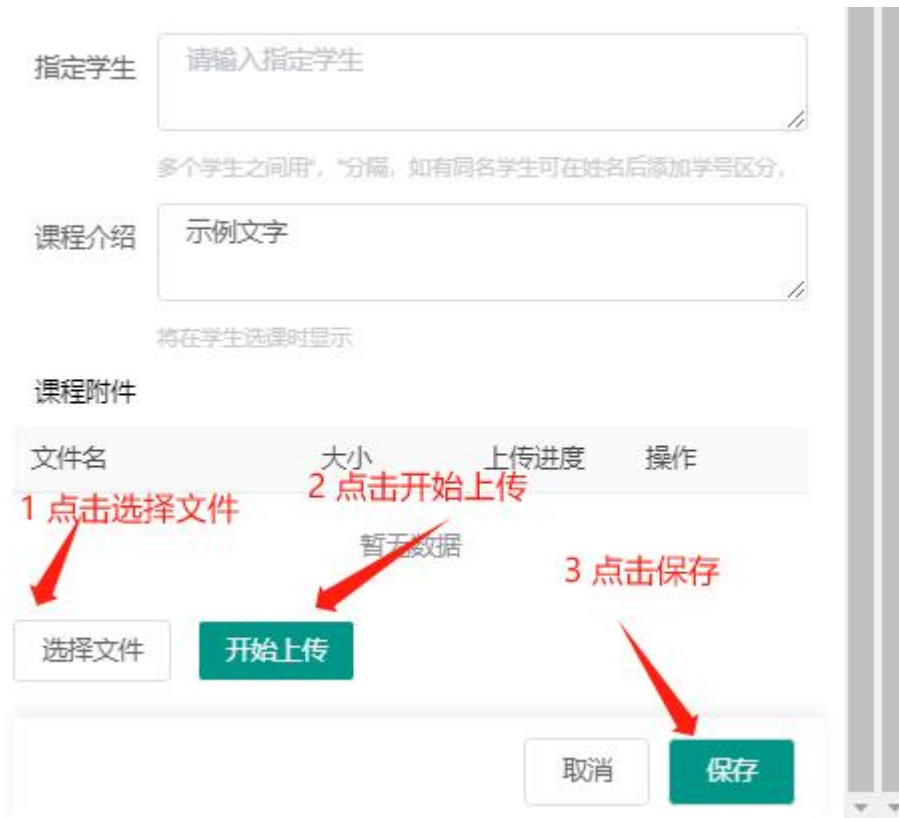 指定学生
请输入指定学生
多个学生之间用"，"分隔，如有同名学生可在姓名后添加学号区分，
课程介绍
示例文字
将在学生选课时显示
课程附件
文件名 大小 上传进度 操作
1 点击选择文件
2 点击开始上传
暂无数据
3 点击保存
选择文件 开始上传
取消 保存